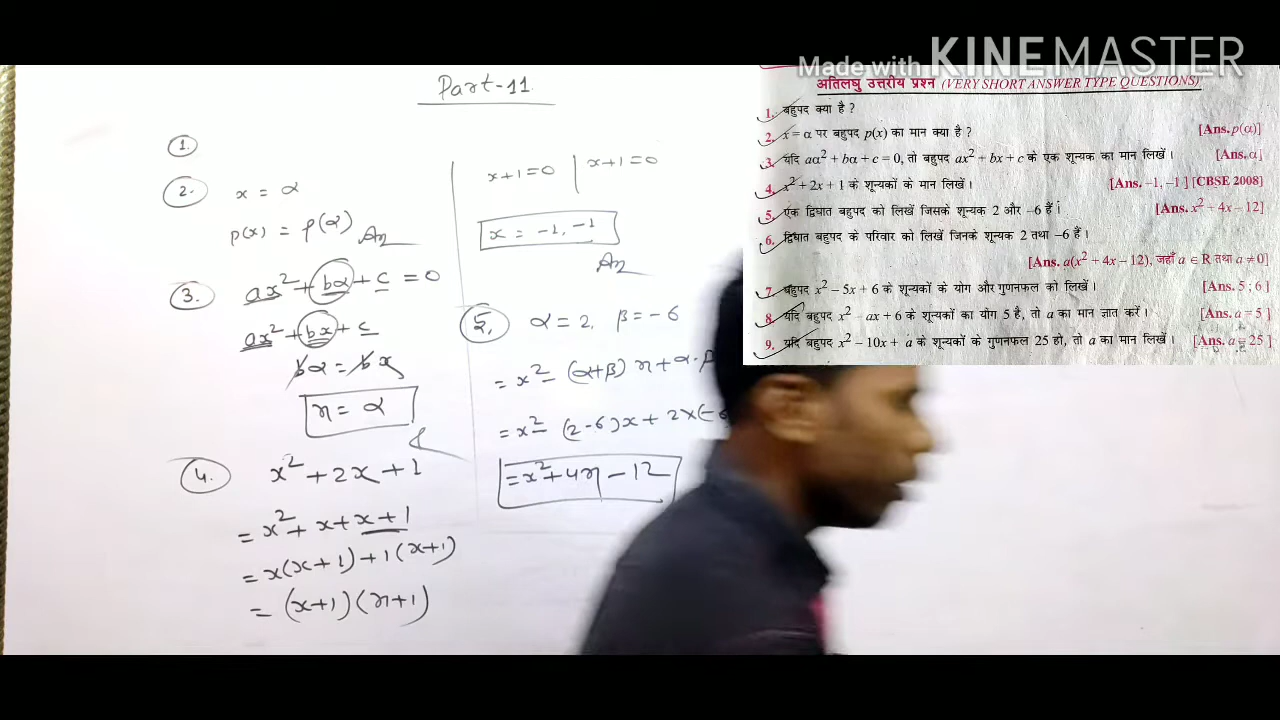 Made with KINEMASTER
Part-11.
1.
2. x = α
p(x) = p(α) Ans
3. ax² + bα + c = 0
ax² + bx + c
bα = bx
x = α
4. x² + 2x + 1
= x² + x + x + 1
= x(x+1) + 1(x+1)
= (x+1)(x+1)
x+1=0 | x+1=0
x = -1, -1
Ans
5. α = 2, β = -6
= x² - (α+β) x + α·β
= x² - (2-6)x + 2×(-6
= x² + 4x - 12
अतिलघु उत्तरीय प्रश्न (VERY SHORT ANSWER TYPE QUESTIONS)
1. बहुपद क्या है ?
2. x = α पर बहुपद p(x) का मान क्या है ? [Ans. p(α)]
3. यदि aα² + bα + c = 0, तो बहुपद ax² + bx + c के एक शून्यक का मान लिखें। [Ans. α]
4. x² + 2x + 1 के शून्यकों के मान लिखें। [Ans. –1, –1 ] [CBSE 2008]
5. एक द्विघात बहुपद को लिखें जिसके शून्यक 2 और –6 हैं। [Ans. x² + 4x – 12]
6. द्विघात बहुपद के परिवार को लिखें जिनके शून्यक 2 तथा –6 हैं।
[Ans. a(x² + 4x – 12), जहाँ a ∈ R तथा a ≠ 0]
7. बहुपद x² – 5x + 6 के शून्यकों के योग और गुणनफल को लिखें। [Ans. 5 ; 6 ]
8. यदि बहुपद x² – ax + 6 के शून्यकों का योग 5 है, तो a का मान ज्ञात करें। [Ans. a = 5 ]
9. यदि बहुपद x² – 10x + a के शून्यकों के गुणनफल 25 हो, तो a का मान लिखें। [Ans. a = 25 ]